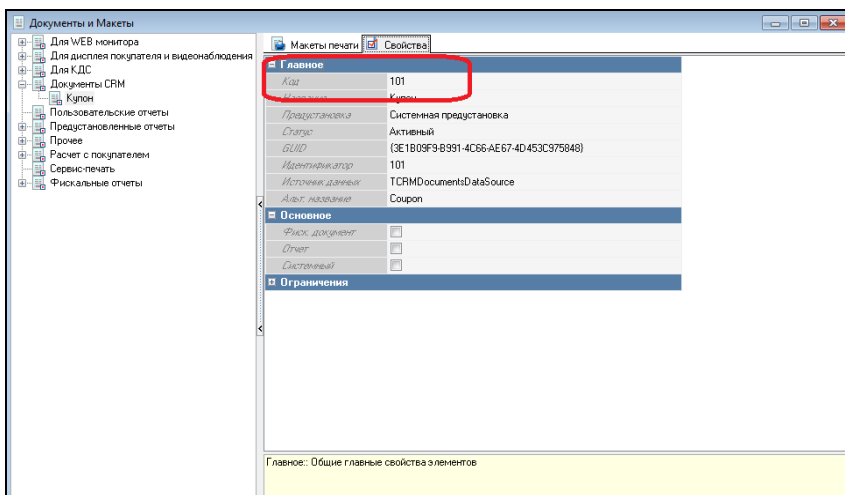 Документы и Макеты
Для WEB монитора
Для дисплея покупателя и видеонаблюдения
Для КДС
Документы CRM
Купон
Пользовательские отчеты
Предустановленные отчеты
Прочее
Расчет с покупателем
Сервис-печать
Фискальные отчеты
Макеты печати Свойства
Главное
Код 101
Название Купон
Предустановка Системная предустановка
Статус Активный
GUID {3E1B09F9-B991-4C66-AE67-4D453C975848}
Идентификатор 101
Источник данных TCRMDocumentsDataSource
Альт. название Coupon
Основное
Фиск. документ
Отчет
Системный
Ограничения
Главное:: Общие главные свойства элементов